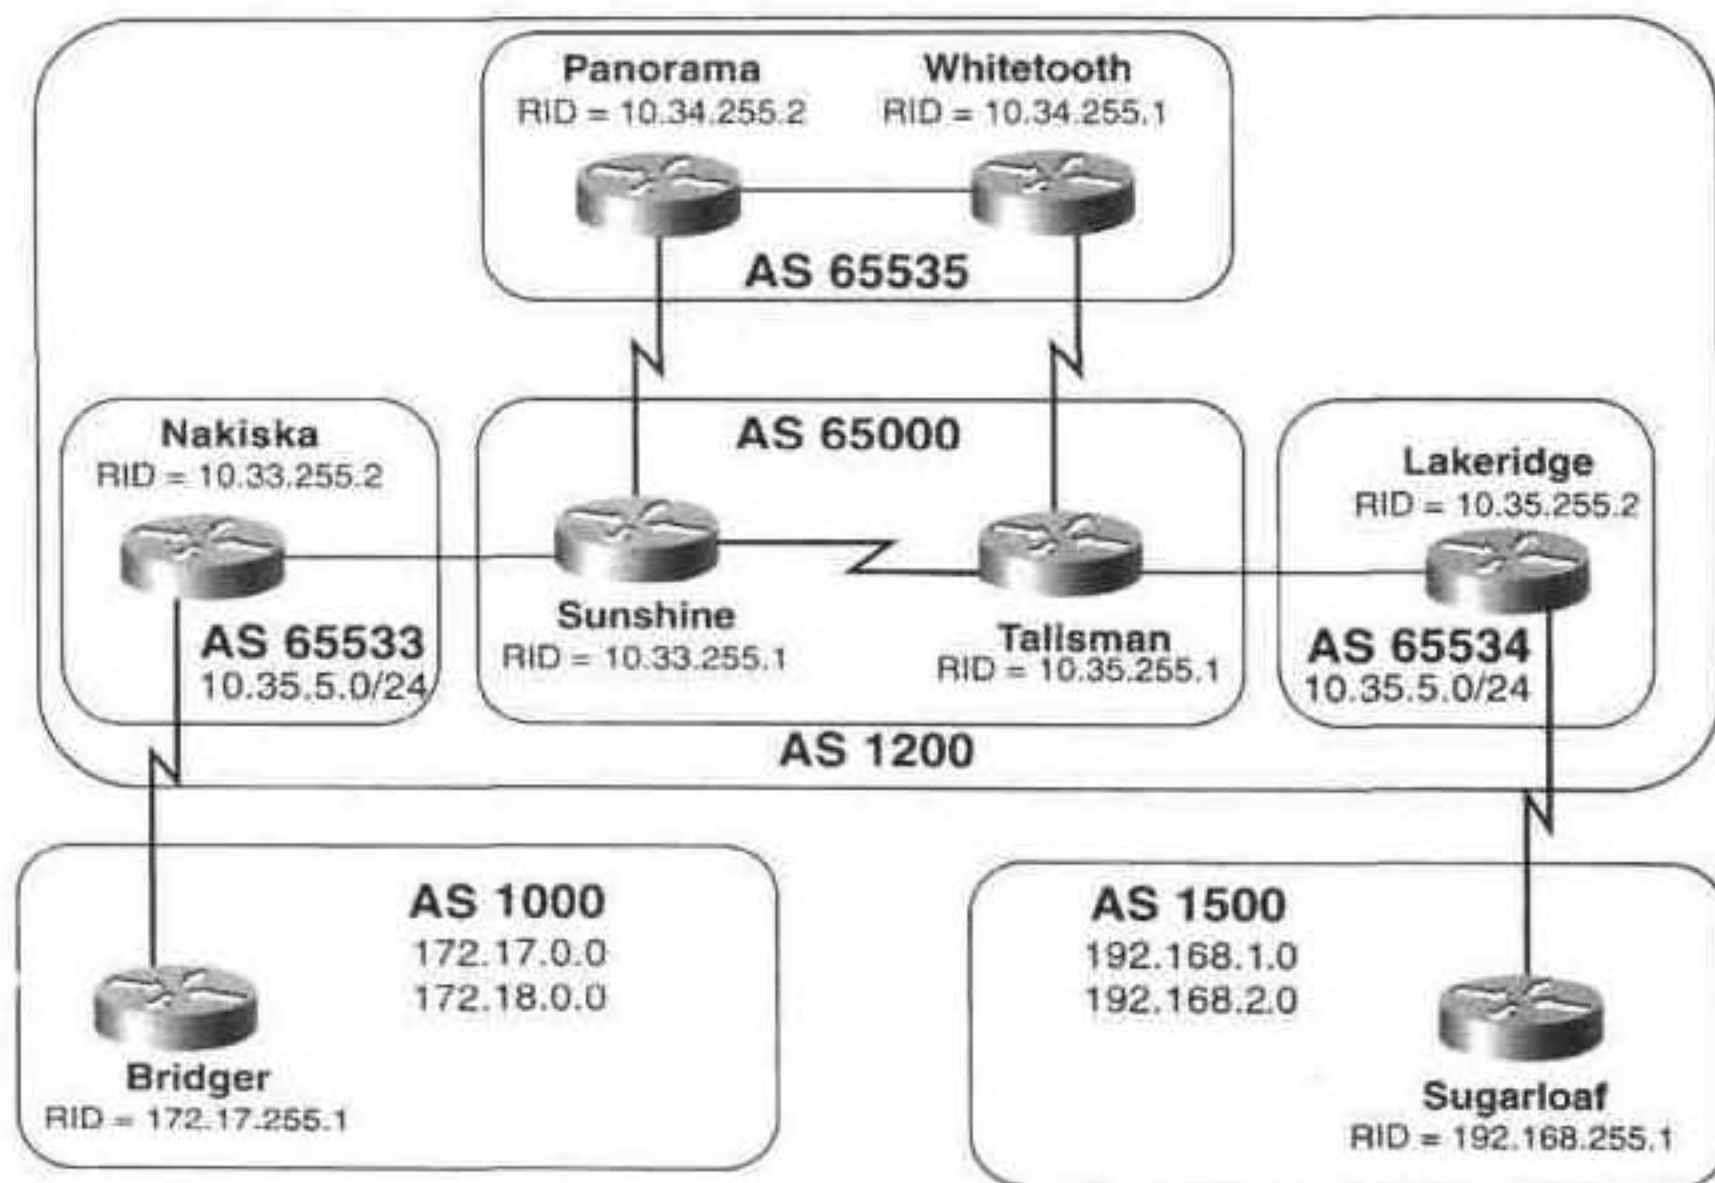 Panorama
RID = 10.34.255.2
Whitetooth
RID = 10.34.255.1
AS 65535
Nakiska
RID = 10.33.255.2
AS 65533
10.35.5.0/24
AS 65000
Sunshine
RID = 10.33.255.1
Talisman
RID = 10.35.255.1
Lakeridge
RID = 10.35.255.2
AS 65534
10.35.5.0/24
AS 1200
AS 1000
172.17.0.0
172.18.0.0
Bridger
RID = 172.17.255.1
AS 1500
192.168.1.0
192.168.2.0
Sugarloaf
RID = 192.168.255.1